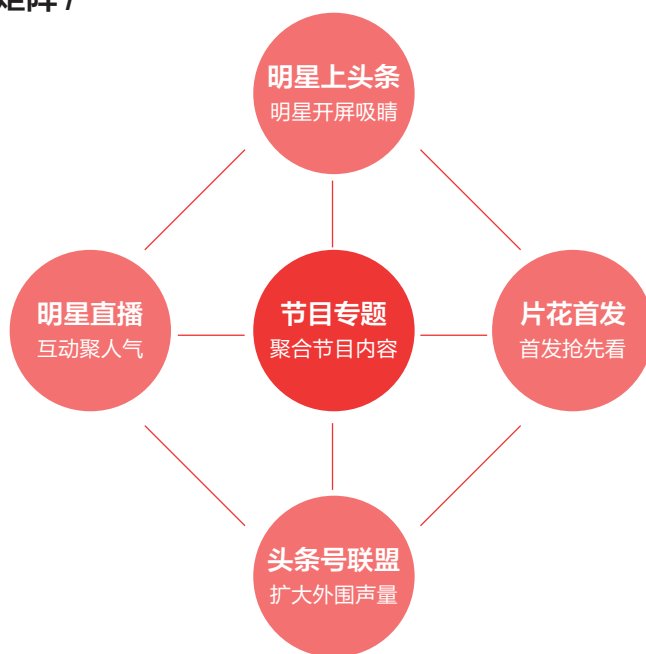 矩阵 /
明星上头条
明星开屏吸睛
明星直播
互动聚人气
节目专题
聚合节目内容
片花首发
首发抢先看
头条号联盟
扩大外围声量